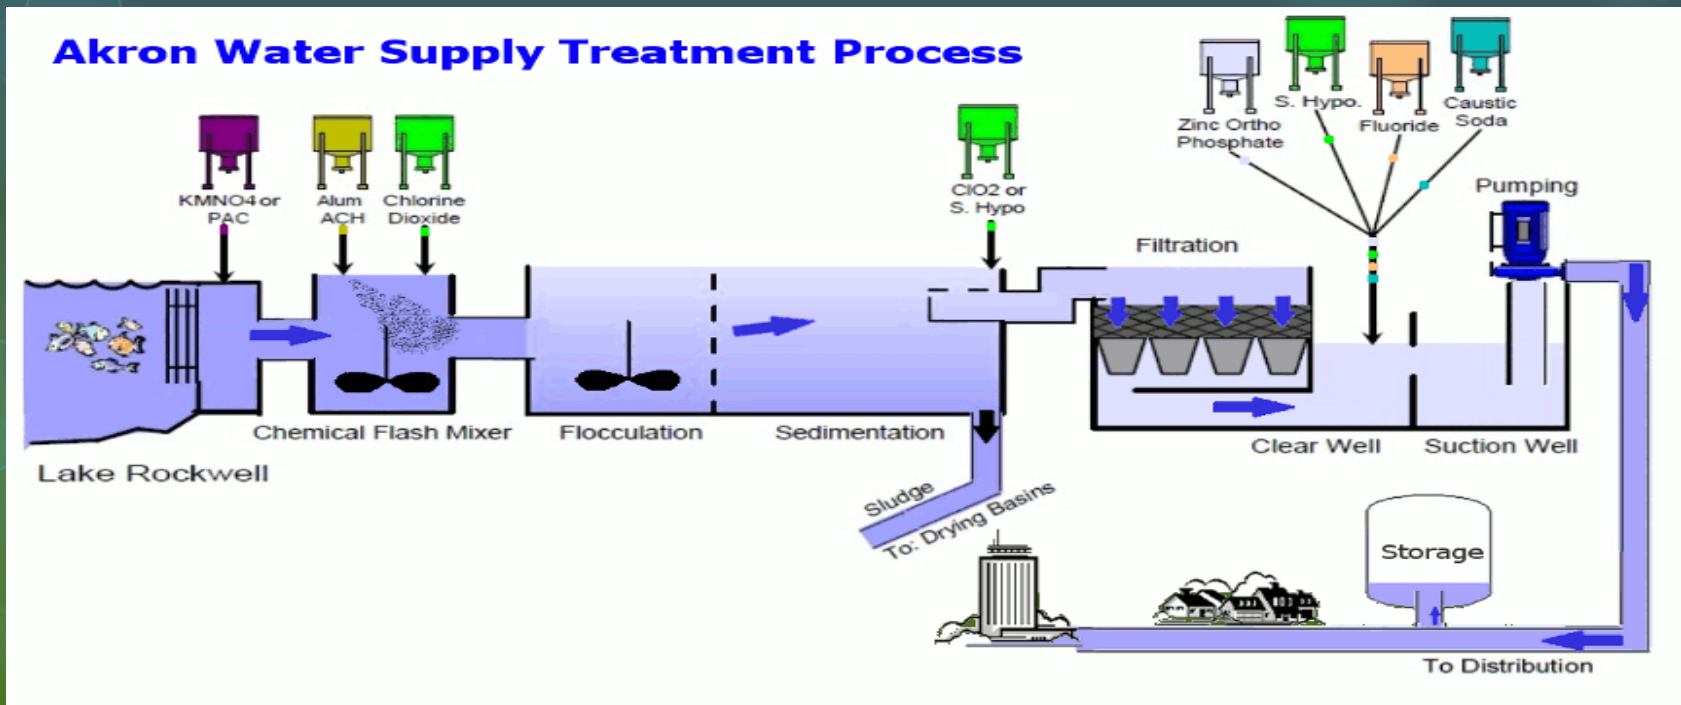 Akron Water Supply Treatment Process
KMNO4 or
PAC
Alum
ACH
Chlorine
Dioxide
ClO2 or
S. Hypo
Zinc Ortho
Phosphate
S. Hypo.
Fluoride
Caustic
Soda
Pumping
Filtration
Chemical Flash Mixer
Flocculation
Sedimentation
Clear Well
Suction Well
Lake Rockwell
Sludge
To: Drying Basins
Storage
To Distribution